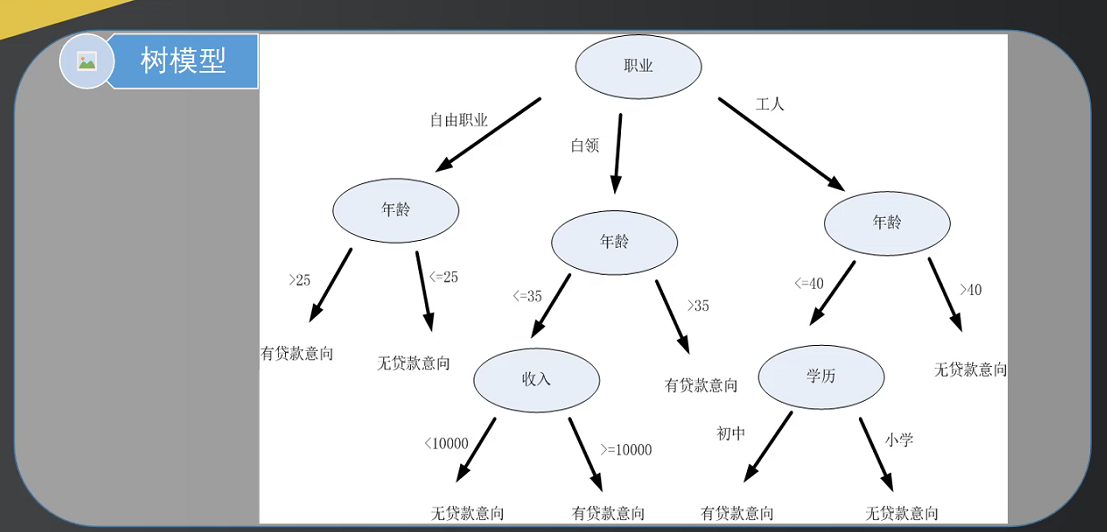 树模型
职业
自由职业
白领
工人
年龄
年龄
年龄
>25
<=25
<=35
>35
<=40
>40
有贷款意向
无贷款意向
收入
有贷款意向
学历
无贷款意向
<10000
>=10000
初中
小学
无贷款意向
有贷款意向
有贷款意向
无贷款意向